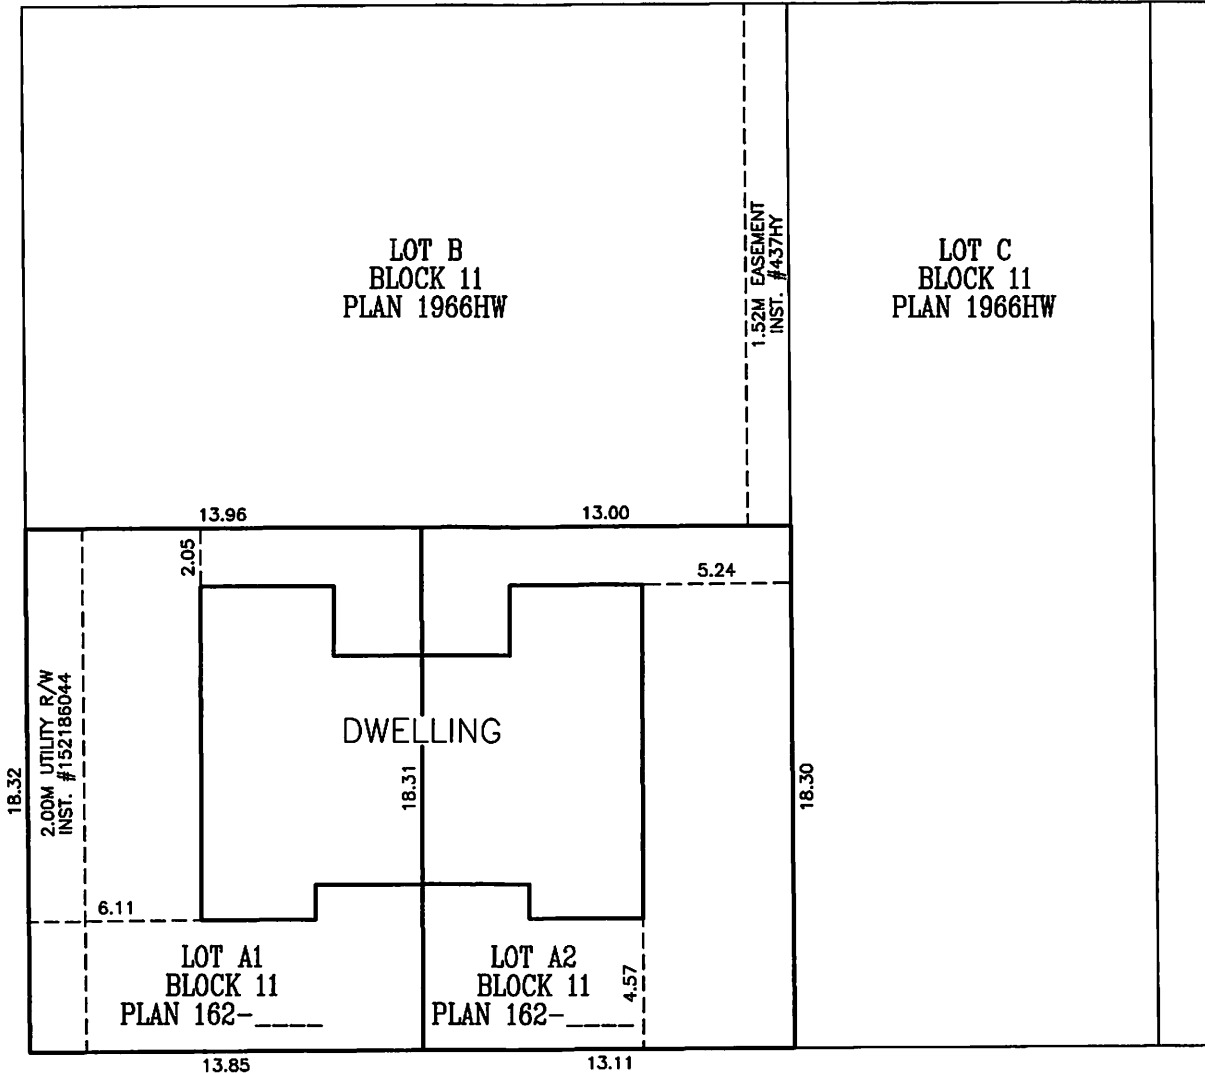 LOT B
BLOCK 11
PLAN 1966HW
1.52M EASEMENT
INST. #437HY
LOT C
BLOCK 11
PLAN 1966HW
13.96
13.00
2.05
5.24
2.00M UTILITY R/W
INST. #152186044
DWELLING
18.32
18.31
18.30
6.11
LOT A1
BLOCK 11
PLAN 162-____
LOT A2
BLOCK 11
PLAN 162-____
4.57
13.85
13.11